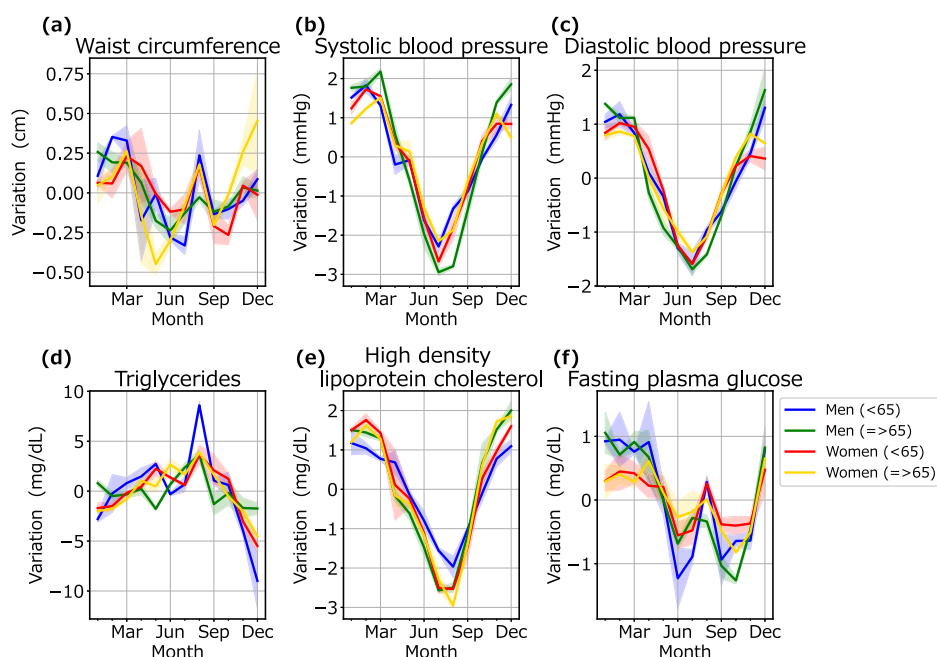 (a)
Waist circumference
0.75
0.50
0.25
0.00
−0.25
−0.50
Variation (cm)
Mar Jun Sep Dec
Month
(b)
Systolic blood pressure
2
1
0
−1
−2
−3
Variation (mmHg)
Mar Jun Sep Dec
Month
(c)
Diastolic blood pressure
2
1
0
−1
−2
Variation (mmHg)
Mar Jun Sep Dec
Month
(d)
Triglycerides
10
5
0
−5
−10
Variation (mg/dL)
Mar Jun Sep Dec
Month
(e)
High density
lipoprotein cholesterol
2
1
0
−1
−2
−3
Variation (mg/dL)
Mar Jun Sep Dec
Month
(f)
Fasting plasma glucose
1
0
−1
Variation (mg/dL)
Mar Jun Sep Dec
Month
Men (<65)
Men (=>65)
Women (<65)
Women (=>65)